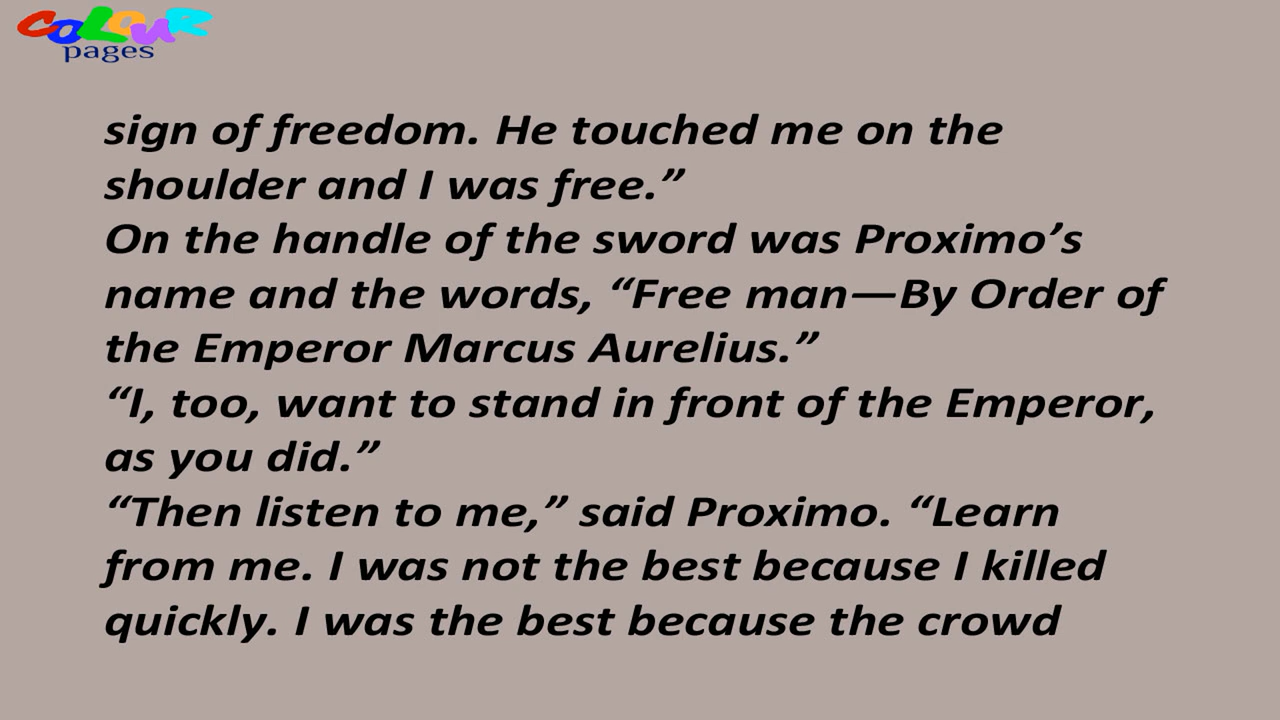 COLOUR
pages
sign of freedom. He touched me on the
shoulder and I was free.”
On the handle of the sword was Proximo’s
name and the words, “Free man—By Order of
the Emperor Marcus Aurelius.”
“I, too, want to stand in front of the Emperor,
as you did.”
“Then listen to me,” said Proximo. “Learn
from me. I was not the best because I killed
quickly. I was the best because the crowd